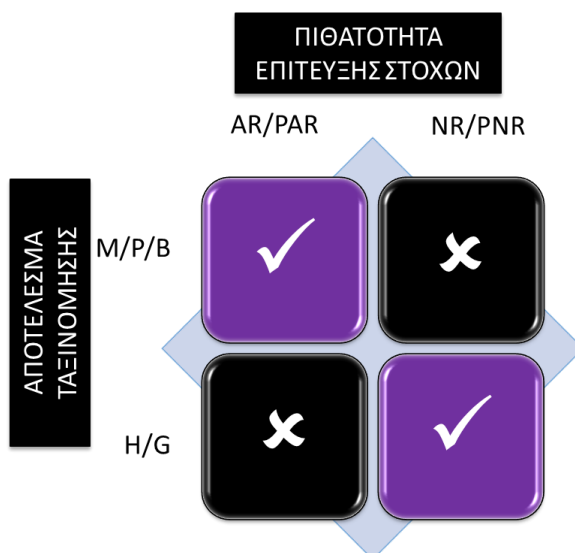 ΠΙΘΑΤΟΤΗΤΑ
ΕΠΙΤΕΥΞΗΣ ΣΤΟΧΩΝ
AR/PAR
NR/PNR
ΑΠΟΤΕΛΕΣΜΑ
ΤΑΞΙΝΟΜΗΣΗΣ
M/P/B
H/G